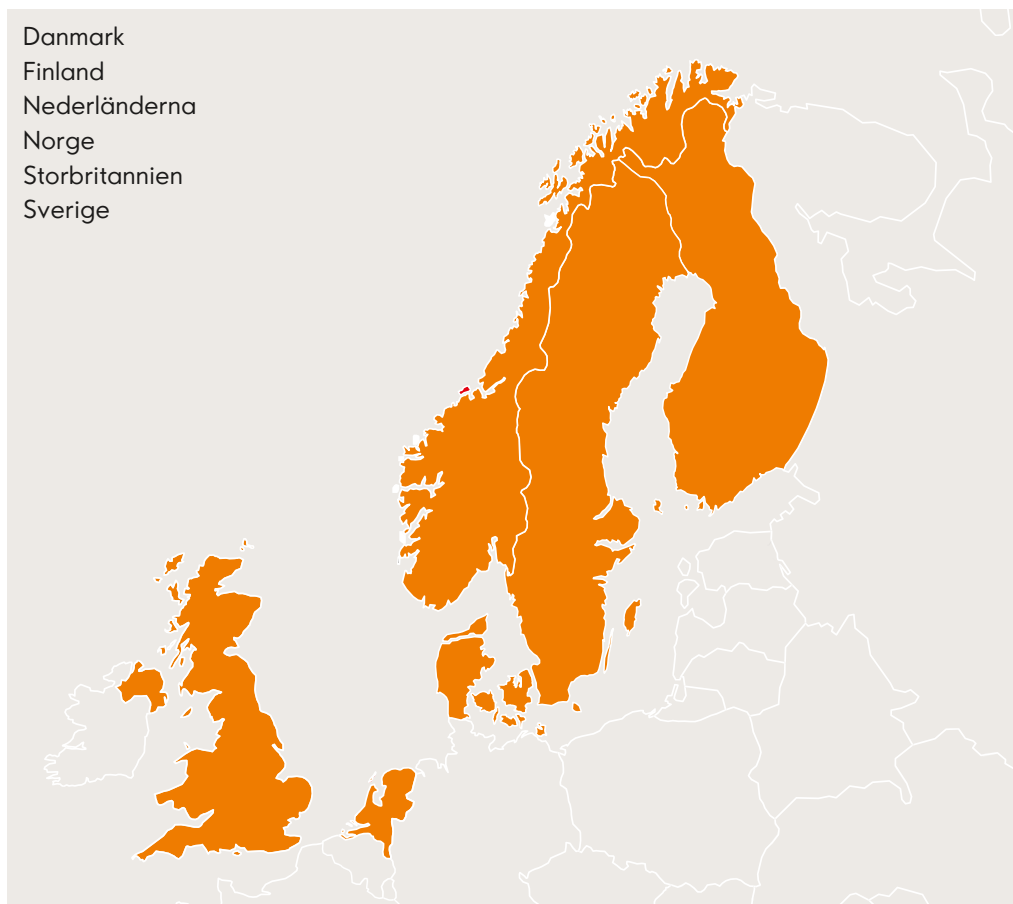 Danmark
Finland
Nederländerna
Norge
Storbritannien
Sverige